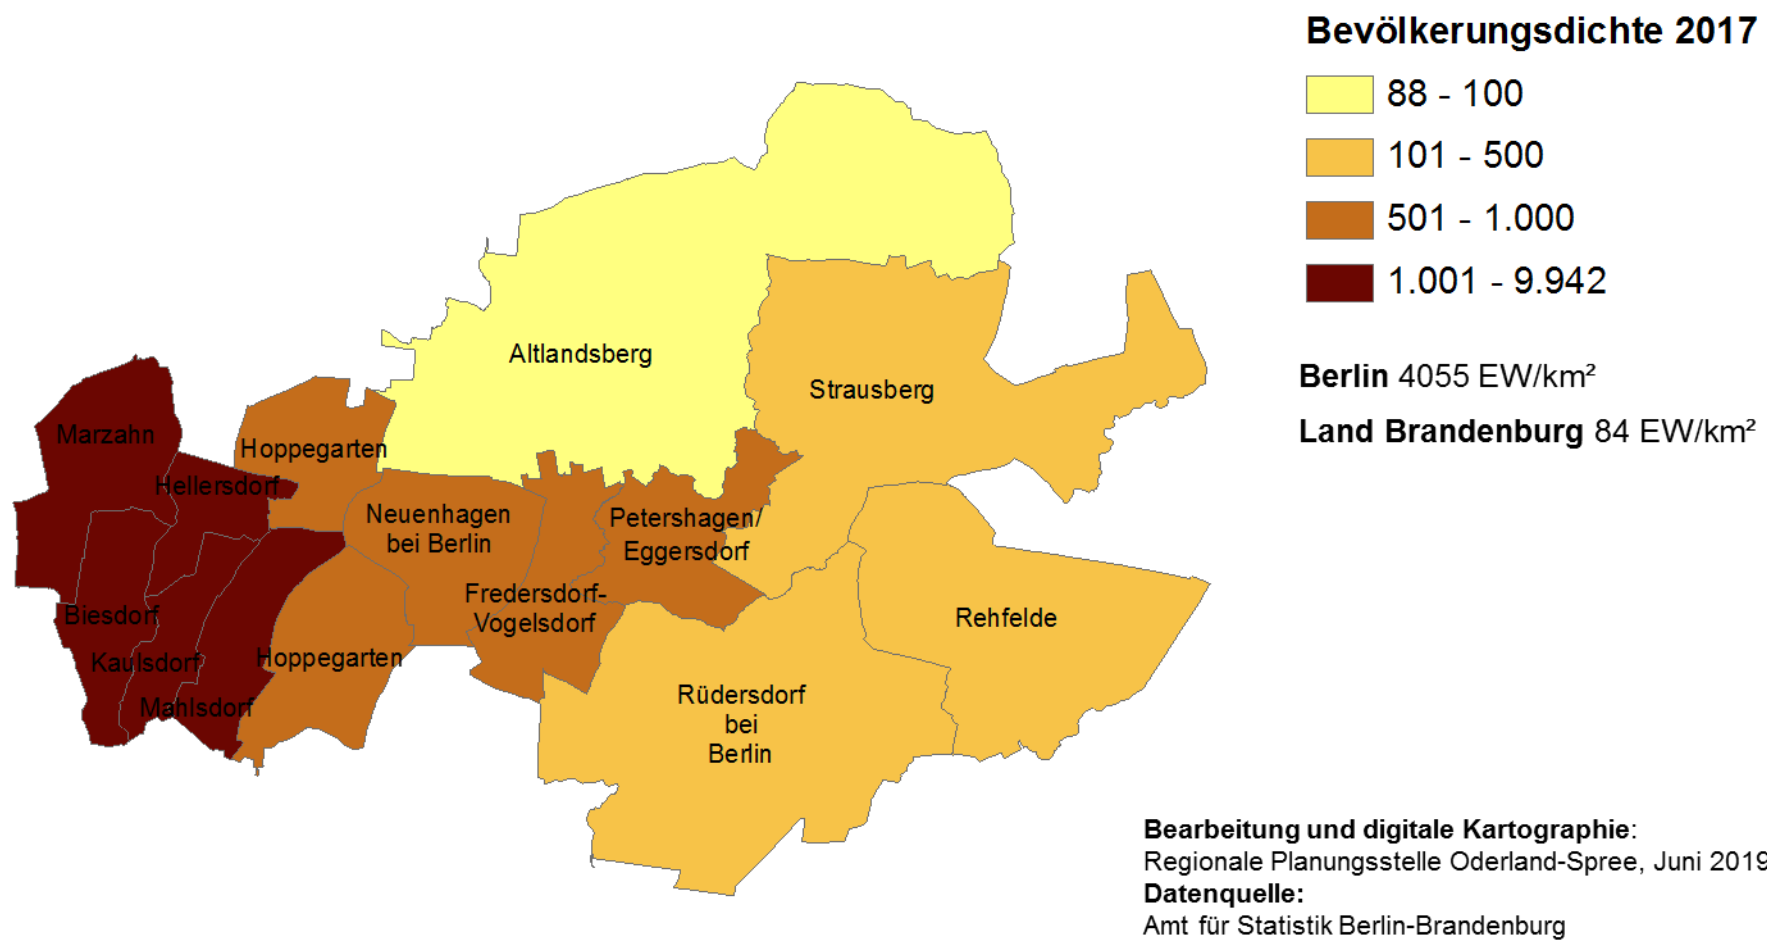 Bevölkerungsdichte 2017
88 - 100
101 - 500
501 - 1.000
1.001 - 9.942
Berlin 4055 EW/km²
Land Brandenburg 84 EW/km²
Altlandsberg
Strausberg
Marzahn
Hoppegarten
Hellersdorf
Neuenhagen
bei Berlin
Petershagen/
Eggersdorf
Fredersdorf-
Vogelsdorf
Biesdorf
Rehfelde
Kaulsdorf
Hoppegarten
Mahlsdorf
Rüdersdorf
bei
Berlin
Bearbeitung und digitale Kartographie:
Regionale Planungsstelle Oderland-Spree, Juni 2019
Datenquelle:
Amt für Statistik Berlin-Brandenburg